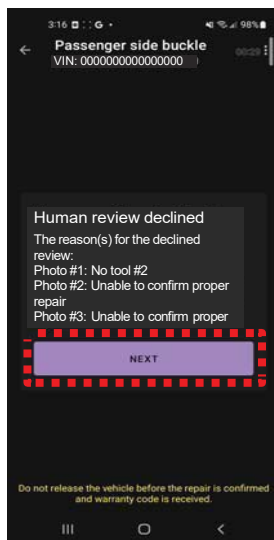 3:16 G • 98%
Passenger side buckle
00:29
VIN: 0000000000000000
Human review declined
The reason(s) for the declined
review:
Photo #1: No tool #2
Photo #2: Unable to confirm proper
repair
Photo #3: Unable to confirm proper
NEXT
Do not release the vehicle before the repair is confirmed
and warranty code is received.